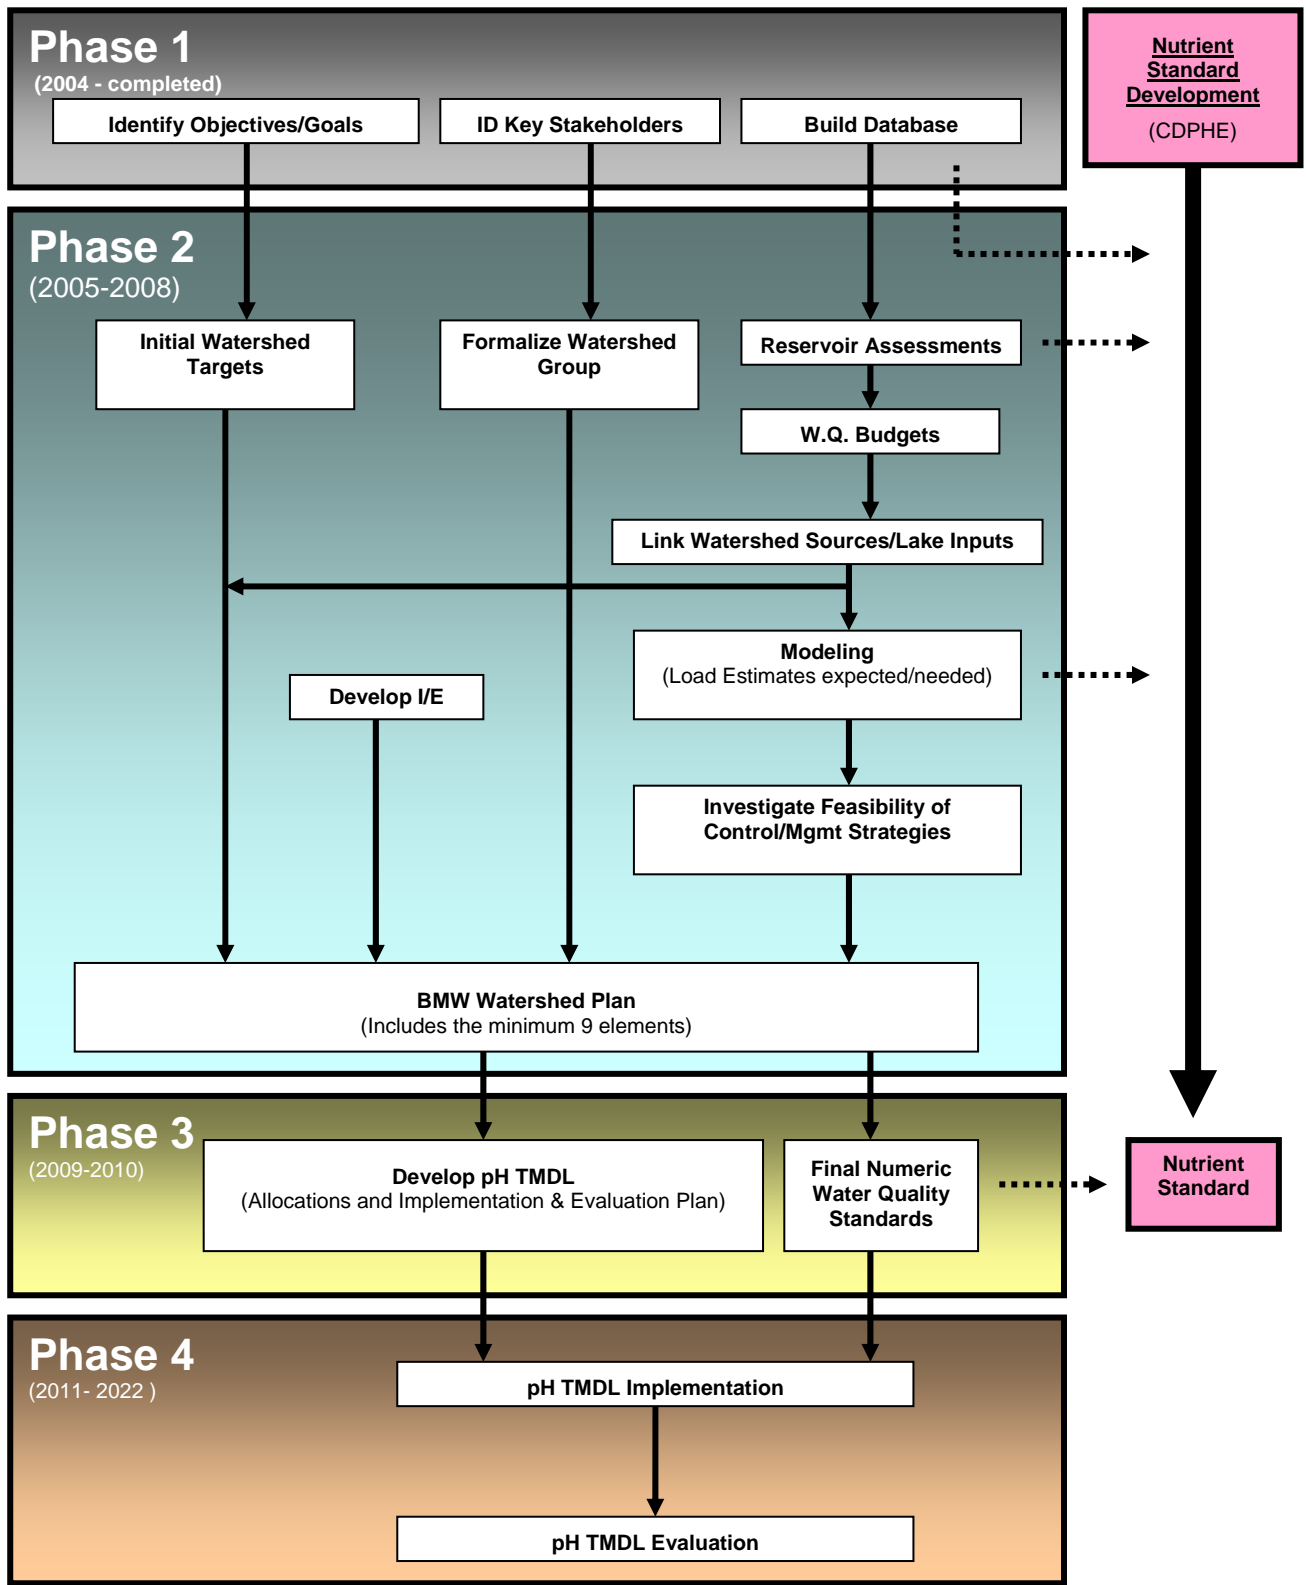 Phase 1
(2004 - completed)
Identify Objectives/Goals
ID Key Stakeholders
Build Database
Nutrient
Standard
Development
(CDPHE)
Phase 2
(2005-2008)
Initial Watershed
Targets
Formalize Watershed
Group
Reservoir Assessments
W.Q. Budgets
Link Watershed Sources/Lake Inputs
Modeling
(Load Estimates expected/needed)
Develop I/E
Investigate Feasibility of
Control/Mgmt Strategies
BMW Watershed Plan
(Includes the minimum 9 elements)
Phase 3
(2009-2010)
Develop pH TMDL
(Allocations and Implementation & Evaluation Plan)
Final Numeric
Water Quality
Standards
Nutrient
Standard
Phase 4
(2011- 2022 )
pH TMDL Implementation
pH TMDL Evaluation